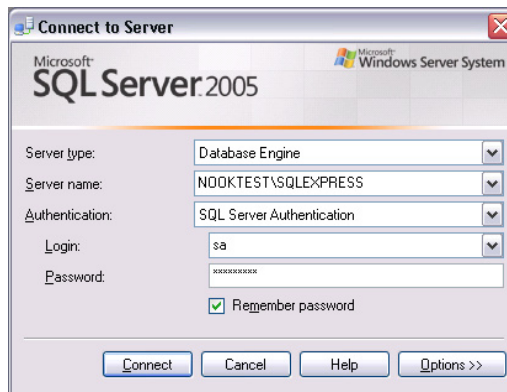 Connect to Server
Microsoft
SQL Server 2005
Microsoft
Windows Server System
Server type: Database Engine
Server name: NOOKTEST\SQLEXPRESS
Authentication: SQL Server Authentication
Login: sa
Password: *********
Remember password
Connect Cancel Help Options >>